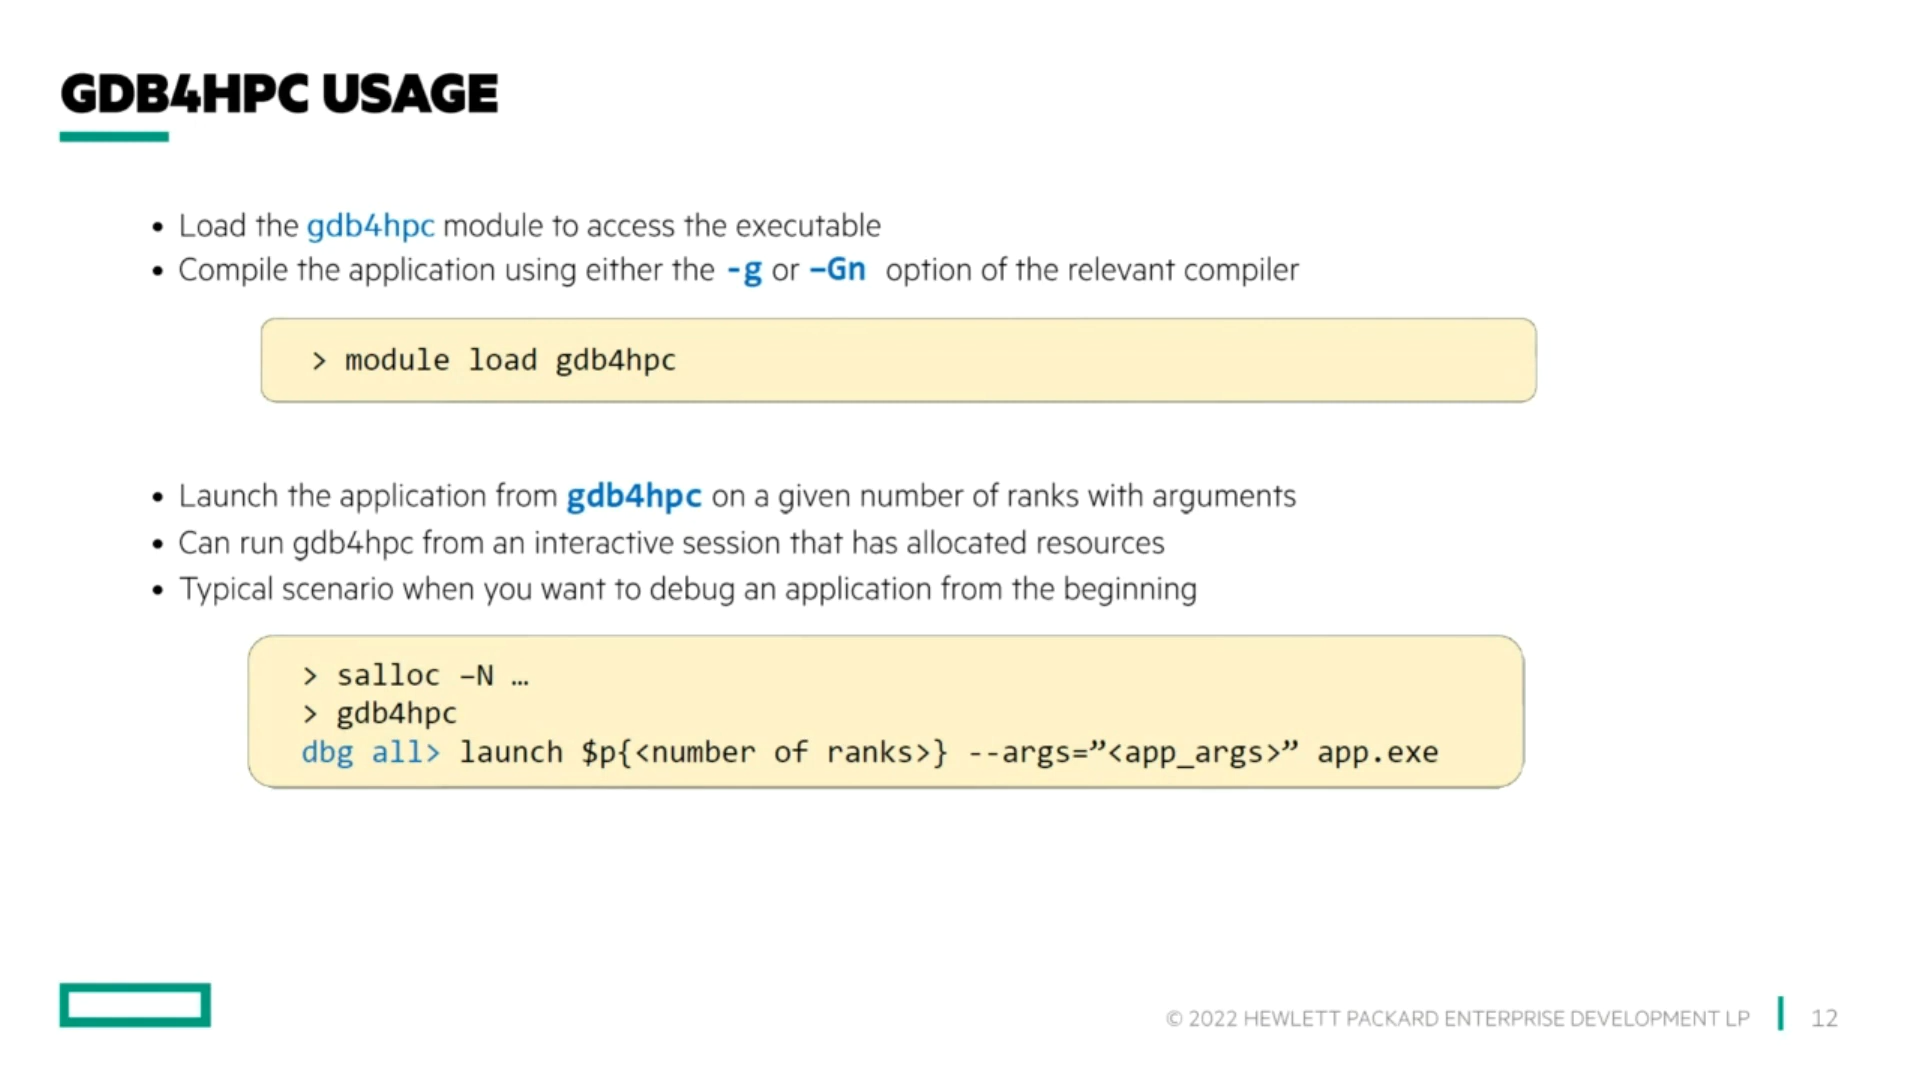 GDB4HPC USAGE
• Load the gdb4hpc module to access the executable
• Compile the application using either the -g or –Gn option of the relevant compiler
> module load gdb4hpc
• Launch the application from gdb4hpc on a given number of ranks with arguments
• Can run gdb4hpc from an interactive session that has allocated resources
• Typical scenario when you want to debug an application from the beginning
> salloc –N …
> gdb4hpc
dbg all> launch $p{<number of ranks>} --args=”<app_args>” app.exe
© 2022 HEWLETT PACKARD ENTERPRISE DEVELOPMENT LP 12